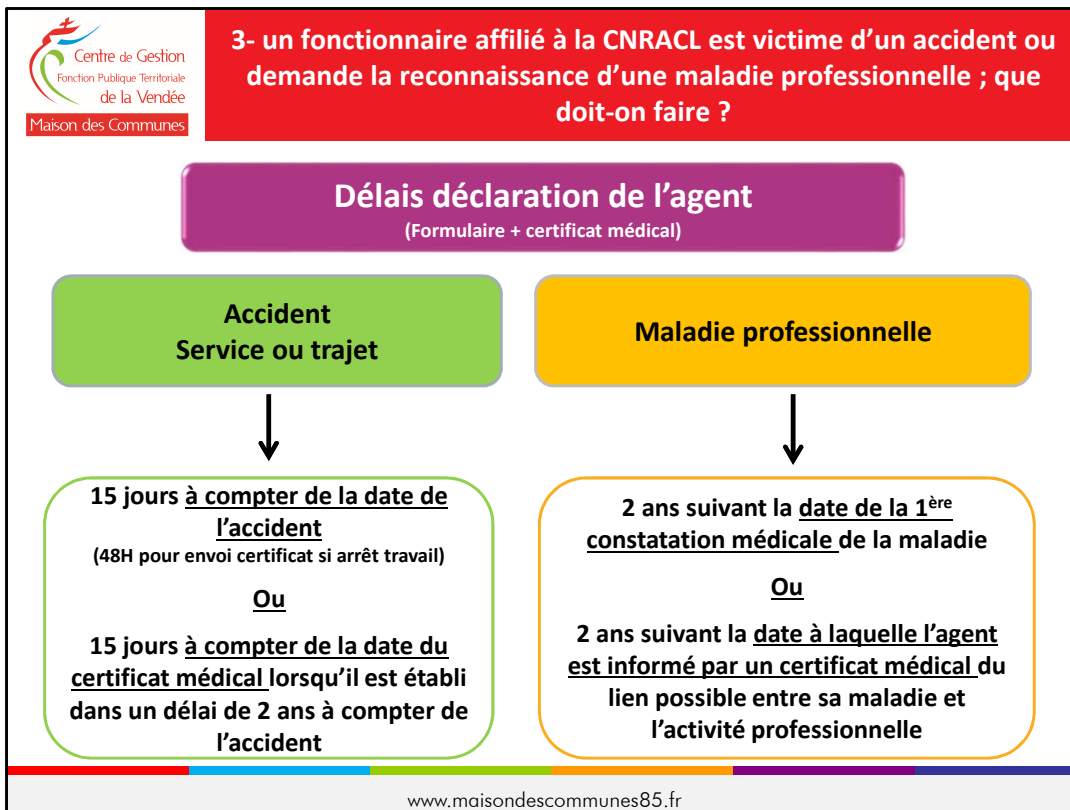 Centre de Gestion
Fonction Publique Territoriale
de la Vendée
Maison des Communes
3- un fonctionnaire affilié à la CNRACL est victime d'un accident ou
demande la reconnaissance d'une maladie professionnelle ; que
doit-on faire ?
Délais déclaration de l'agent
(Formulaire + certificat médical)
Accident
Service ou trajet
15 jours à compter de la date de
l'accident
(48H pour envoi certificat si arrêt travail)
Ou
15 jours à compter de la date du
certificat médical lorsqu'il est établi
dans un délai de 2 ans à compter de
l'accident
Maladie professionnelle
2 ans suivant la date de la 1ère
constatation médicale de la maladie
Ou
2 ans suivant la date à laquelle l'agent
est informé par un certificat médical du
lien possible entre sa maladie et
l'activité professionnelle
www.maisondescommunes85.fr